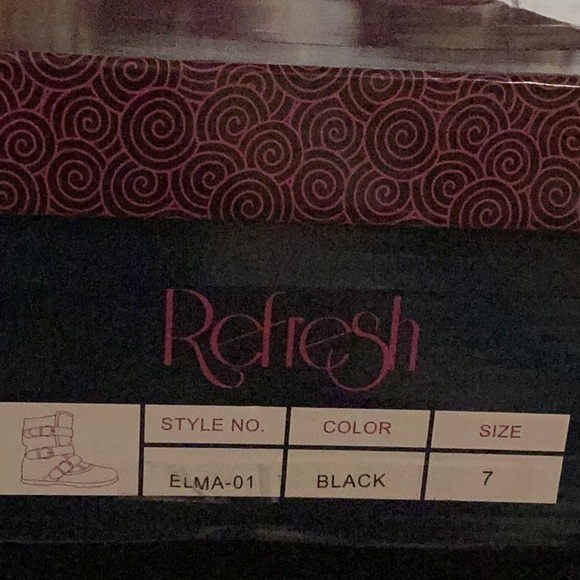 Refresh
STYLE NO. COLOR SIZE
ELMA-01 BLACK 7